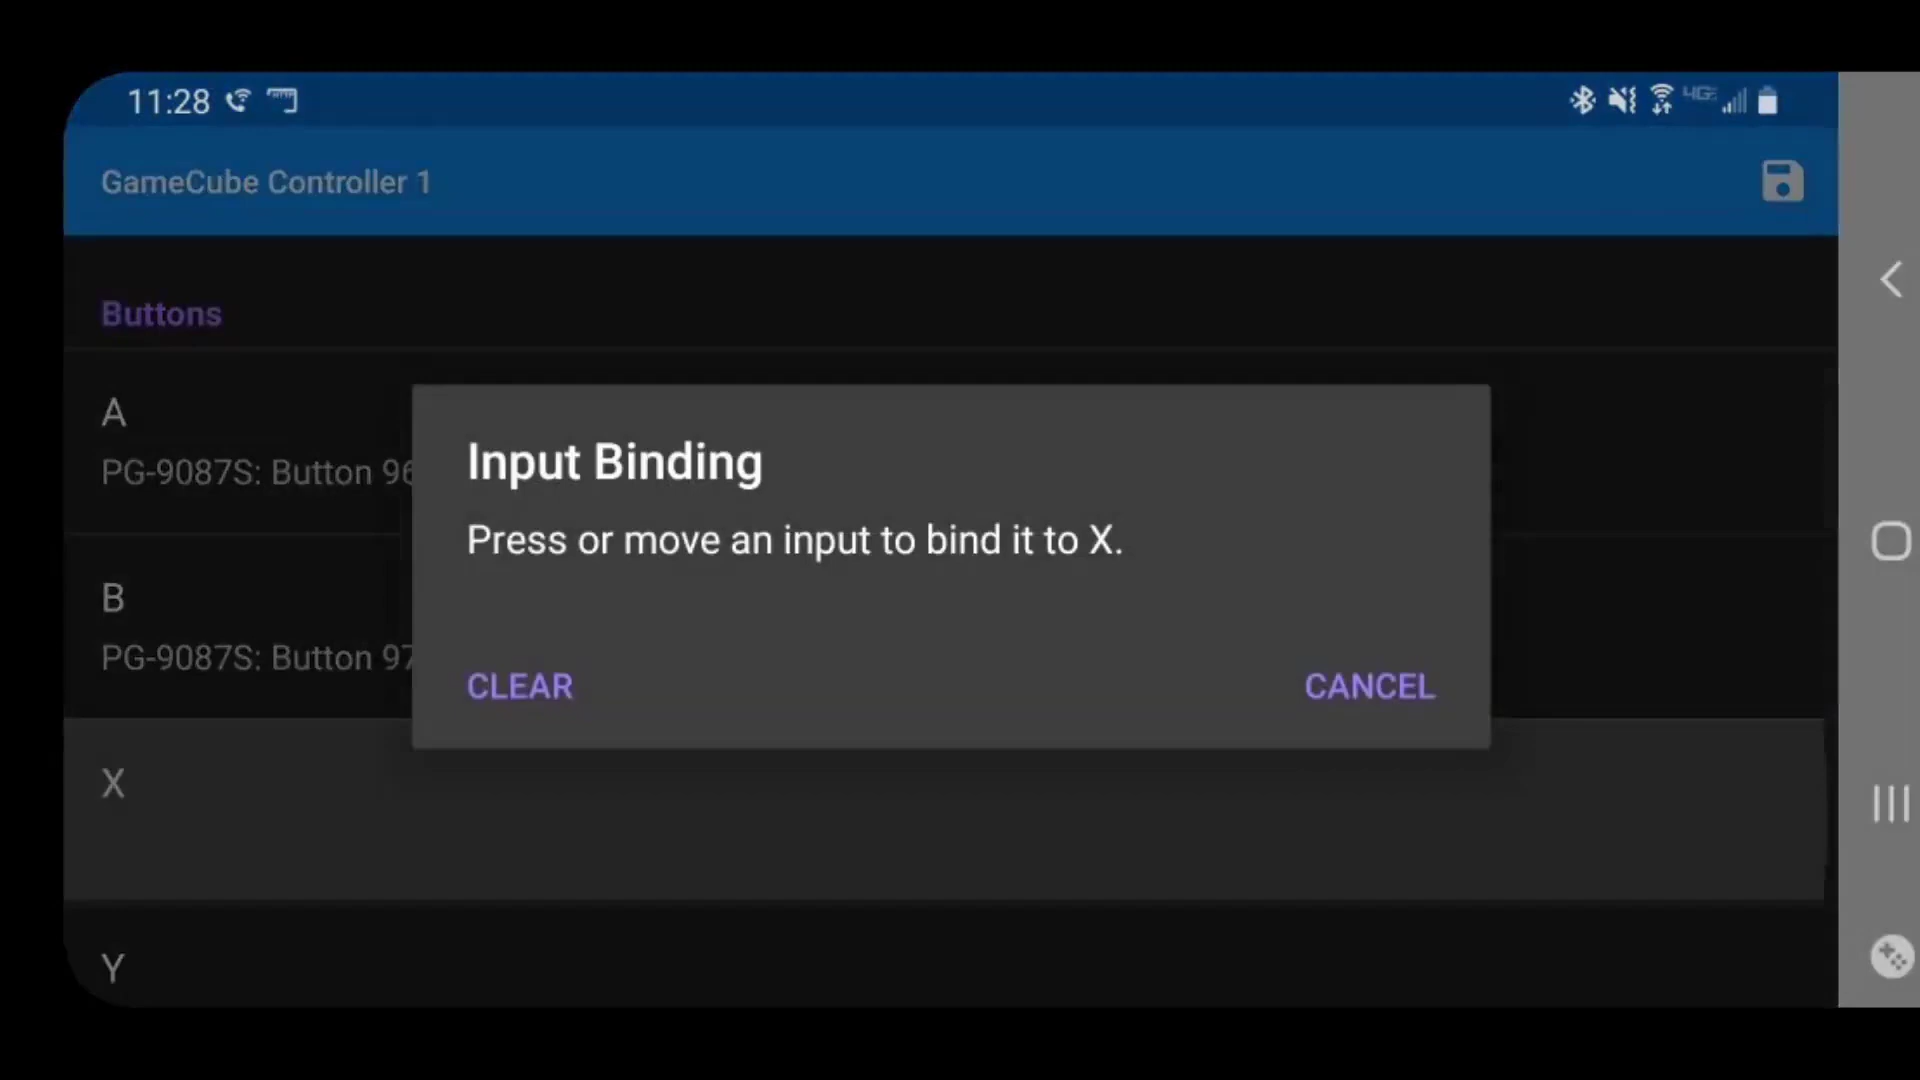 11:28
4GE
GameCube Controller 1
Buttons
A
PG-9087S: Button 96
Input Binding
Press or move an input to bind it to X.
B
PG-9087S: Button 97
CLEAR
CANCEL
X
Y